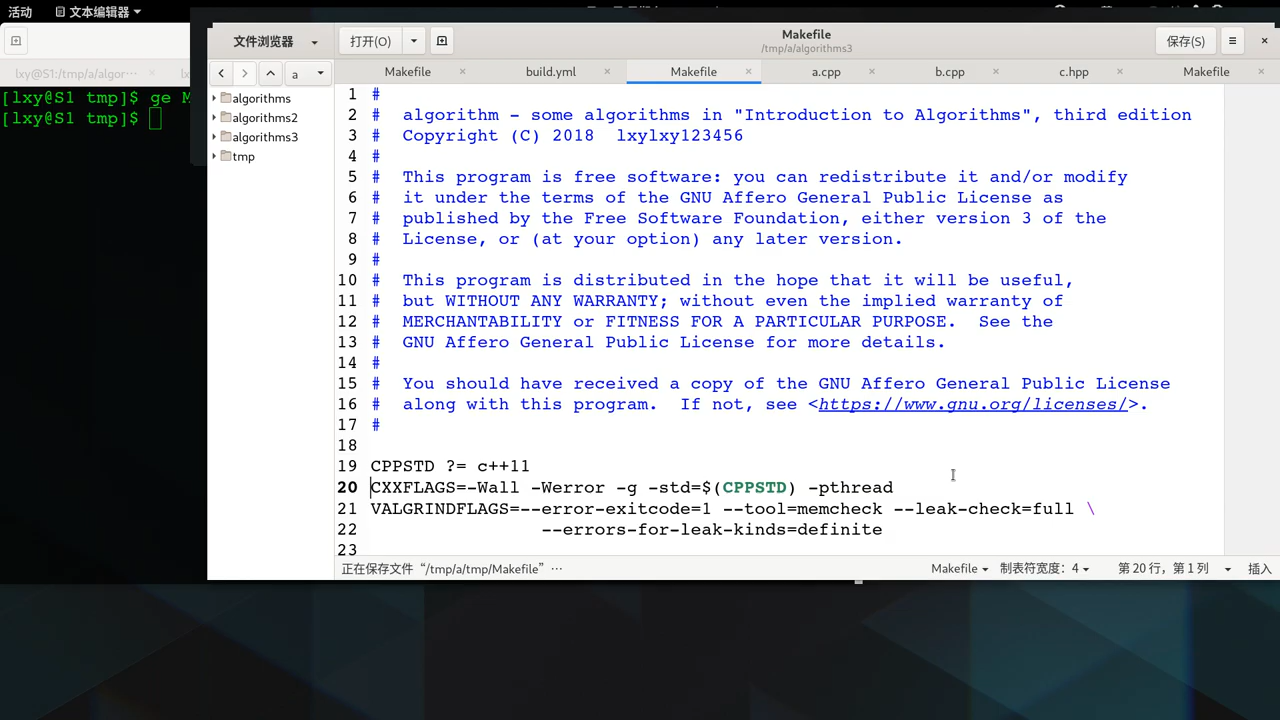 活动
文本编辑器
lxy@S1:/tmp/a/algor…
[lxy@S1 tmp]$ ge M
[lxy@S1 tmp]$
文件浏览器
打开(O)
Makefile
/tmp/a/algorithms3
保存(S)
a
Makefile
build.yml
Makefile
a.cpp
b.cpp
c.hpp
Makefile
algorithms
algorithms2
algorithms3
tmp
1 #
2 #  algorithm - some algorithms in "Introduction to Algorithms", third edition
3 #  Copyright (C) 2018  lxylxy123456
4 #
5 #  This program is free software: you can redistribute it and/or modify
6 #  it under the terms of the GNU Affero General Public License as
7 #  published by the Free Software Foundation, either version 3 of the
8 #  License, or (at your option) any later version.
9 #
10 #  This program is distributed in the hope that it will be useful,
11 #  but WITHOUT ANY WARRANTY; without even the implied warranty of
12 #  MERCHANTABILITY or FITNESS FOR A PARTICULAR PURPOSE.  See the
13 #  GNU Affero General Public License for more details.
14 #
15 #  You should have received a copy of the GNU Affero General Public License
16 #  along with this program.  If not, see <https://www.gnu.org/licenses/>.
17 #
18
19 CPPSTD ?= c++11
20 CXXFLAGS=-Wall -Werror -g -std=$(CPPSTD) -pthread
21 VALGRINDFLAGS=--error-exitcode=1 --tool=memcheck --leak-check=full \
22                 --errors-for-leak-kinds=definite
23
正在保存文件“/tmp/a/tmp/Makefile” …
Makefile
制表符宽度：4
第 20 行，第 1 列
插入